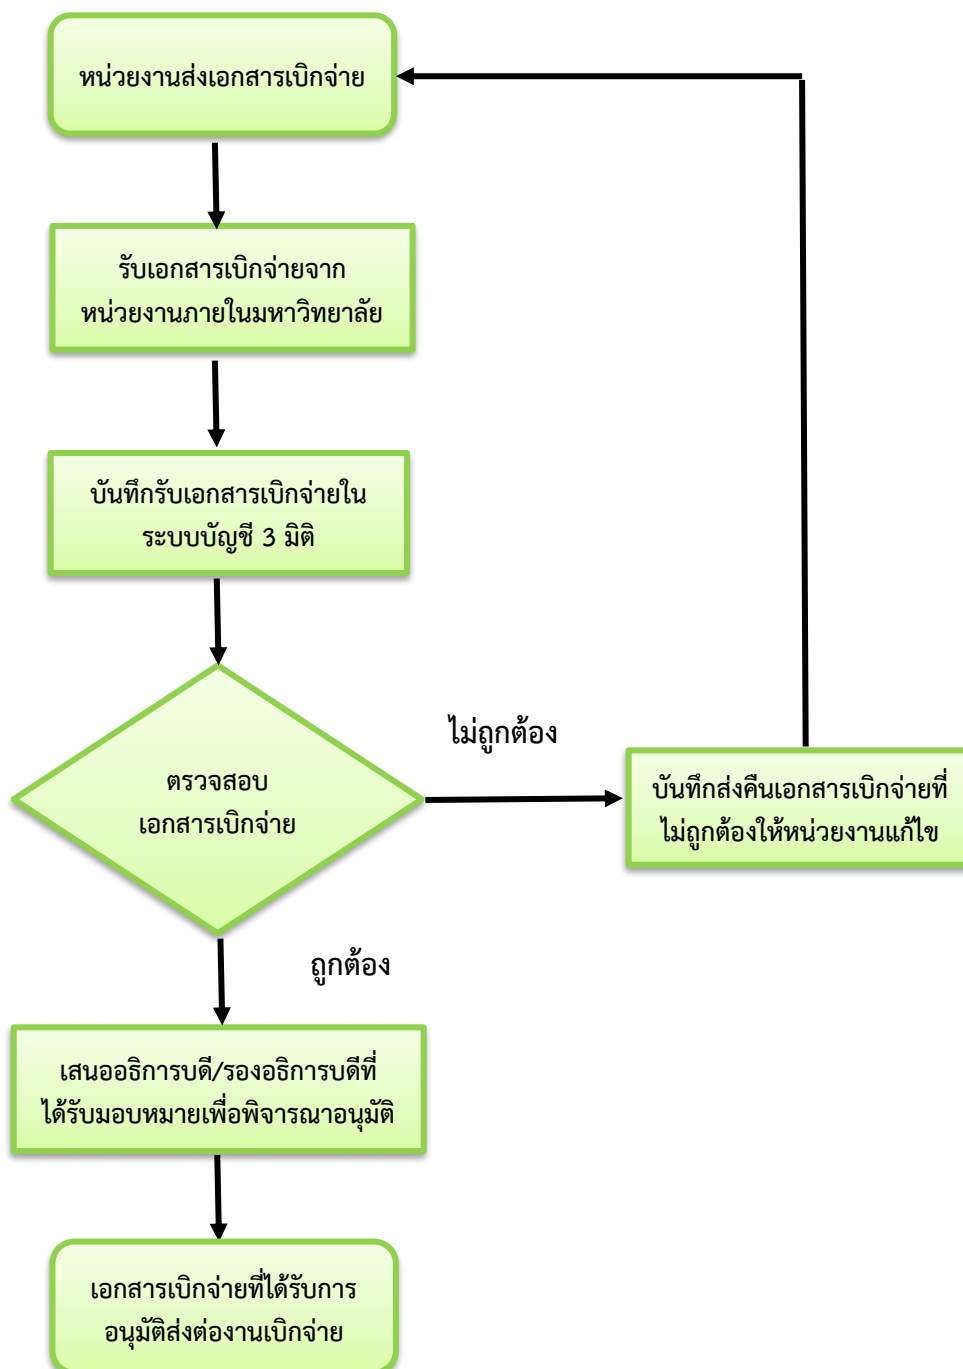 หน่วยงานส่งเอกสารเบิกจ่าย
รับเอกสารเบิกจ่ายจาก
หน่วยงานภายในมหาวิทยาลัย
บันทึกรับเอกสารเบิกจ่ายใน
ระบบบัญชี 3 มิติ
ตรวจสอบ
เอกสารเบิกจ่าย
ไม่ถูกต้อง
บันทึกส่งคืนเอกสารเบิกจ่ายที่
ไม่ถูกต้องให้หน่วยงานแก้ไข
ถูกต้อง
เสนออธิการบดี/รองอธิการบดีที่
ได้รับมอบหมายเพื่อพิจารณาอนุมัติ
เอกสารเบิกจ่ายที่ได้รับการ
อนุมัติส่งต่องานเบิกจ่าย